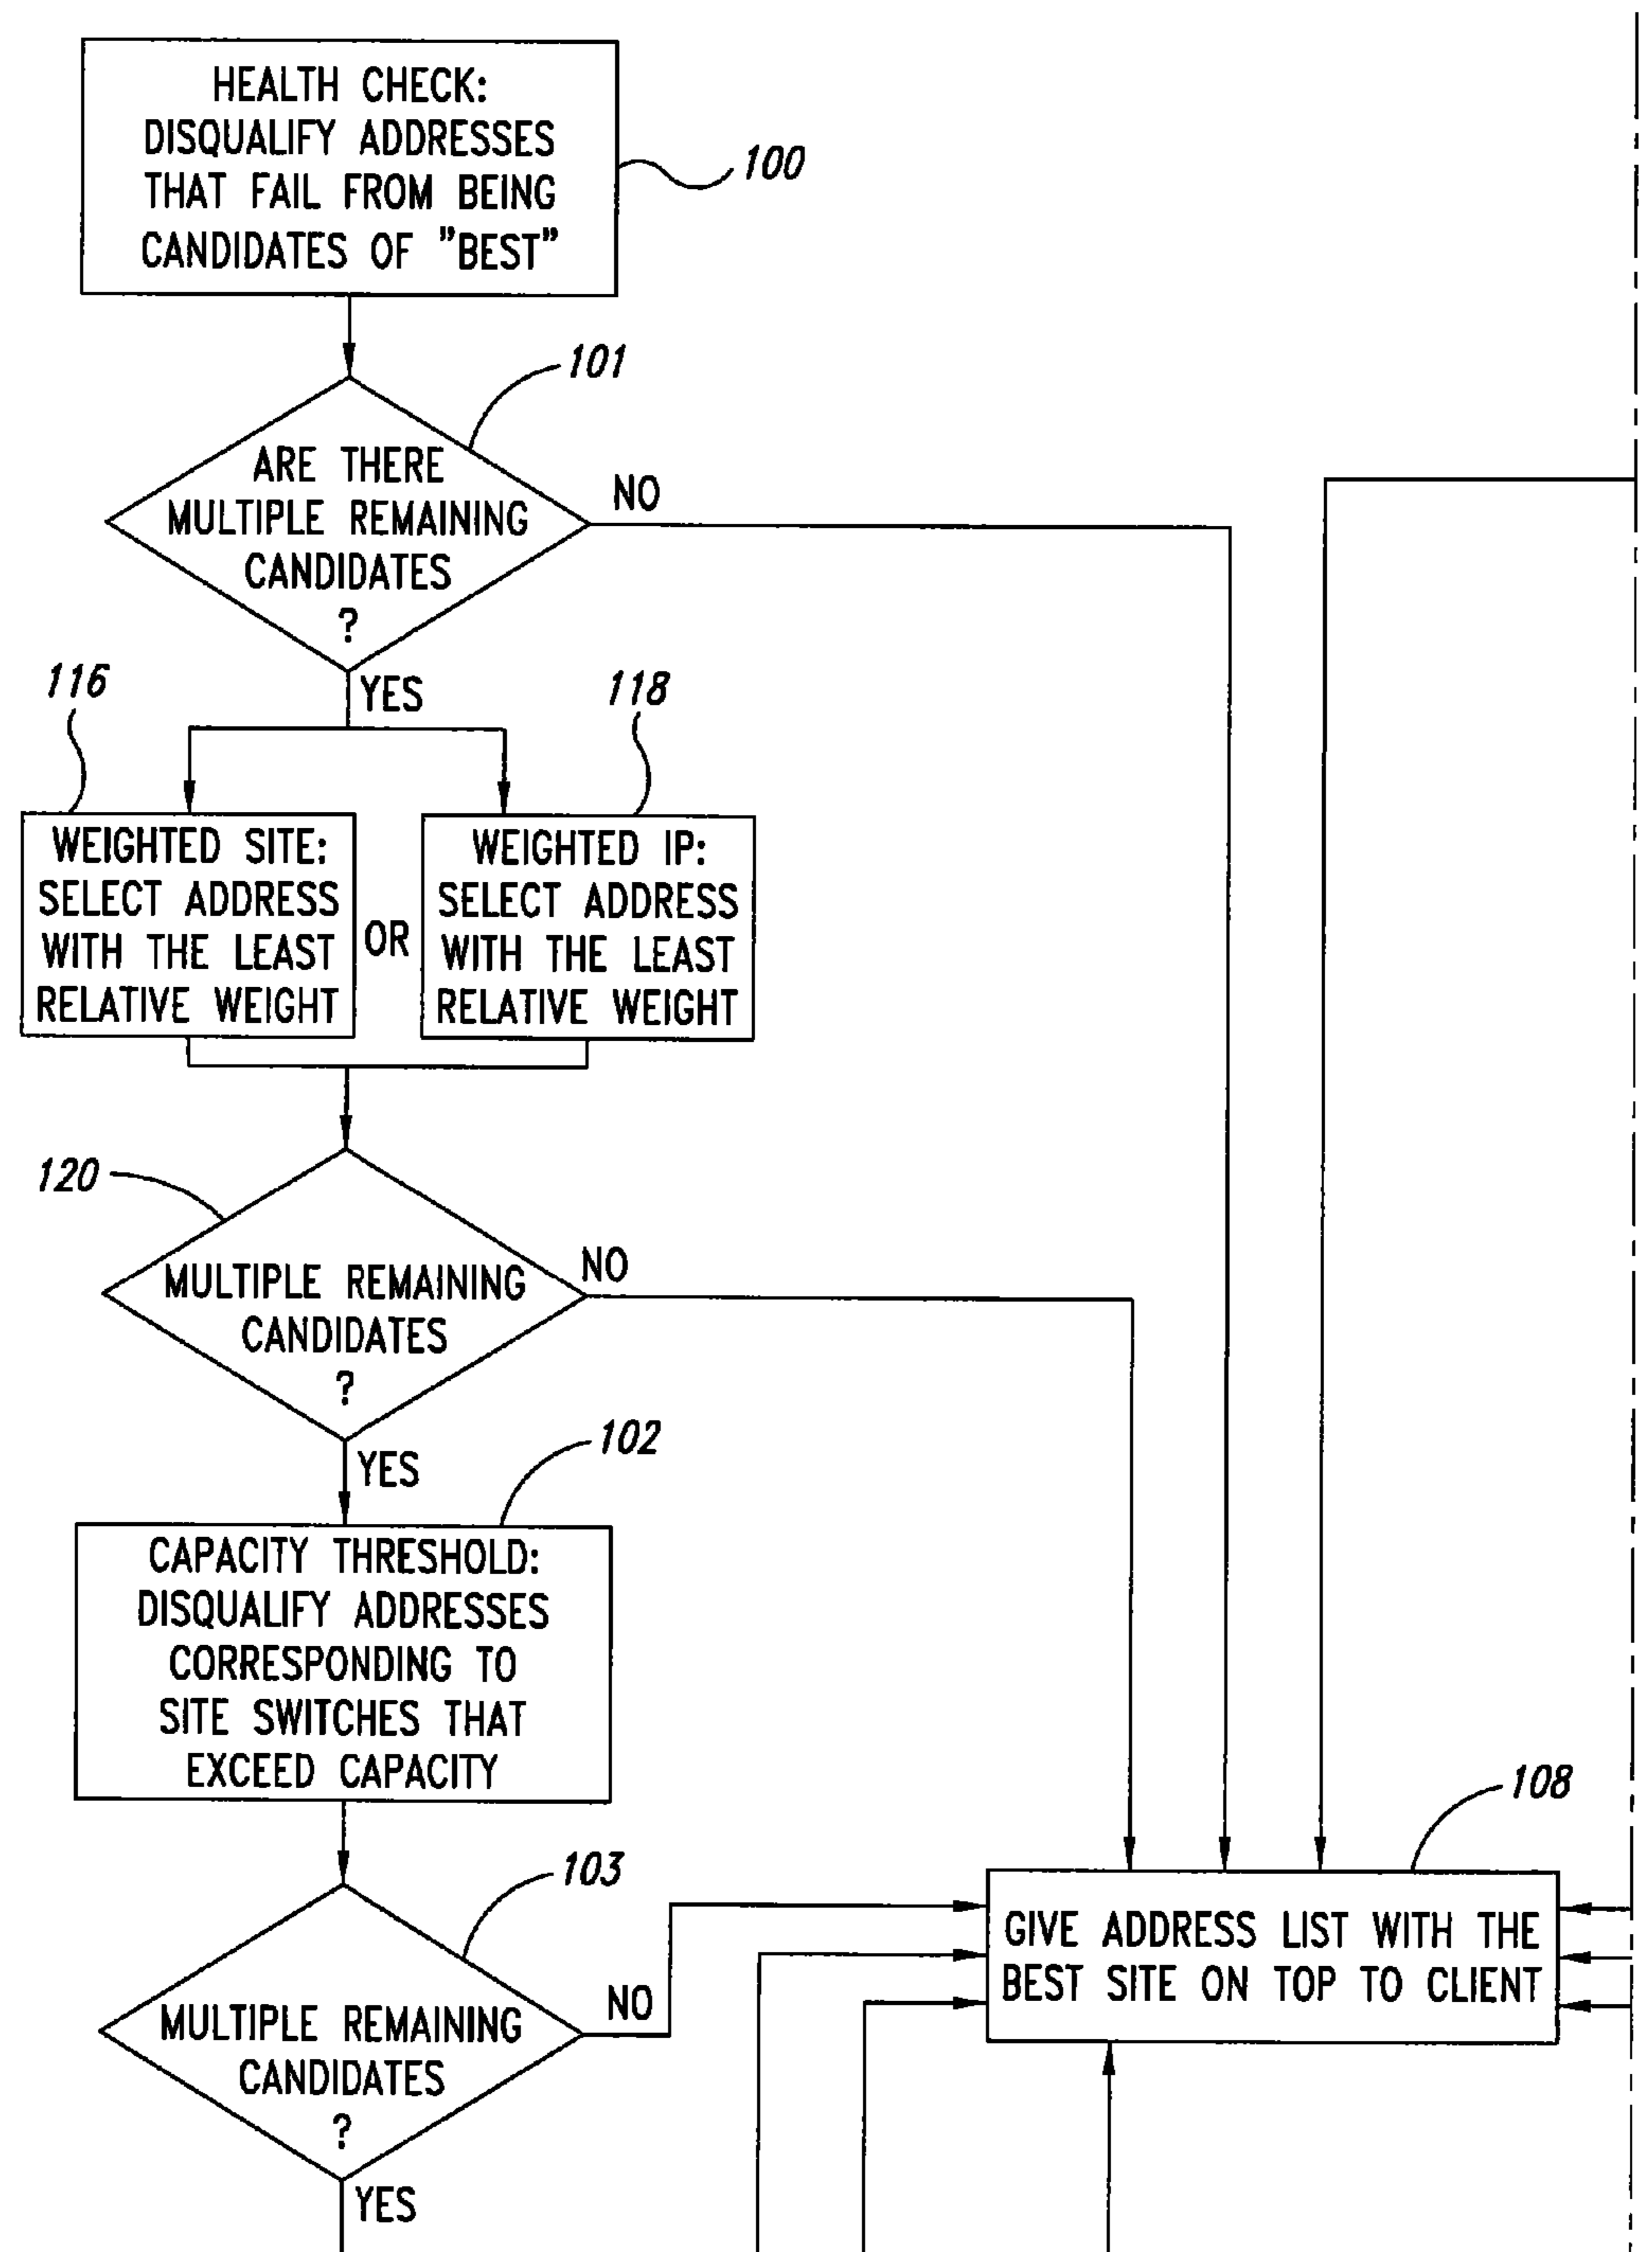 HEALTH CHECK:
DISQUALIFY ADDRESSES
THAT FAIL FROM BEING
CANDIDATES OF "BEST"
100
101
ARE THERE
MULTIPLE REMAINING
CANDIDATES
?
NO
YES
116
118
WEIGHTED SITE:
SELECT ADDRESS
WITH THE LEAST
RELATIVE WEIGHT
OR
WEIGHTED IP:
SELECT ADDRESS
WITH THE LEAST
RELATIVE WEIGHT
120
MULTIPLE REMAINING
CANDIDATES
?
NO
YES
102
CAPACITY THRESHOLD:
DISQUALIFY ADDRESSES
CORRESPONDING TO
SITE SWITCHES THAT
EXCEED CAPACITY
108
GIVE ADDRESS LIST WITH THE
BEST SITE ON TOP TO CLIENT
103
MULTIPLE REMAINING
CANDIDATES
?
NO
YES